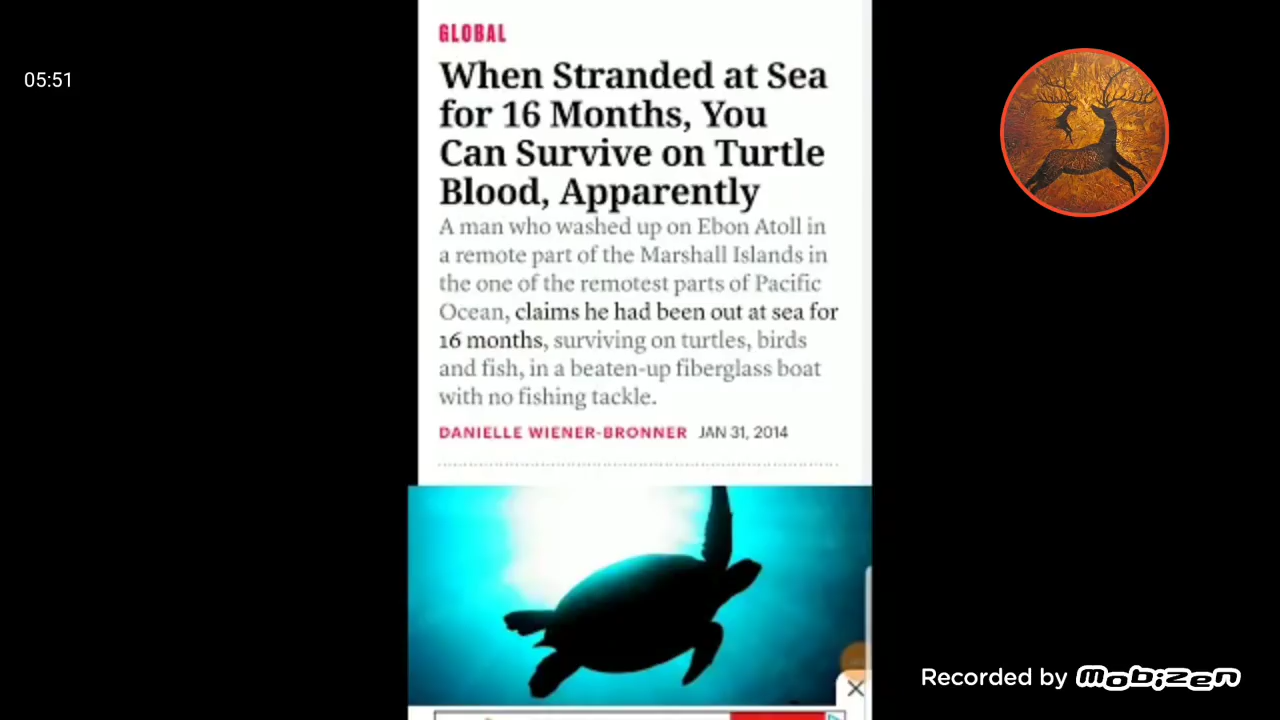 05:51
GLOBAL
When Stranded at Sea
for 16 Months, You
Can Survive on Turtle
Blood, Apparently
A man who washed up on Ebon Atoll in
a remote part of the Marshall Islands in
the one of the remotest parts of Pacific
Ocean, claims he had been out at sea for
16 months, surviving on turtles, birds
and fish, in a beaten-up fiberglass boat
with no fishing tackle.
DANIELLE WIENER-BRONNER JAN 31, 2014
Recorded by Mobizen